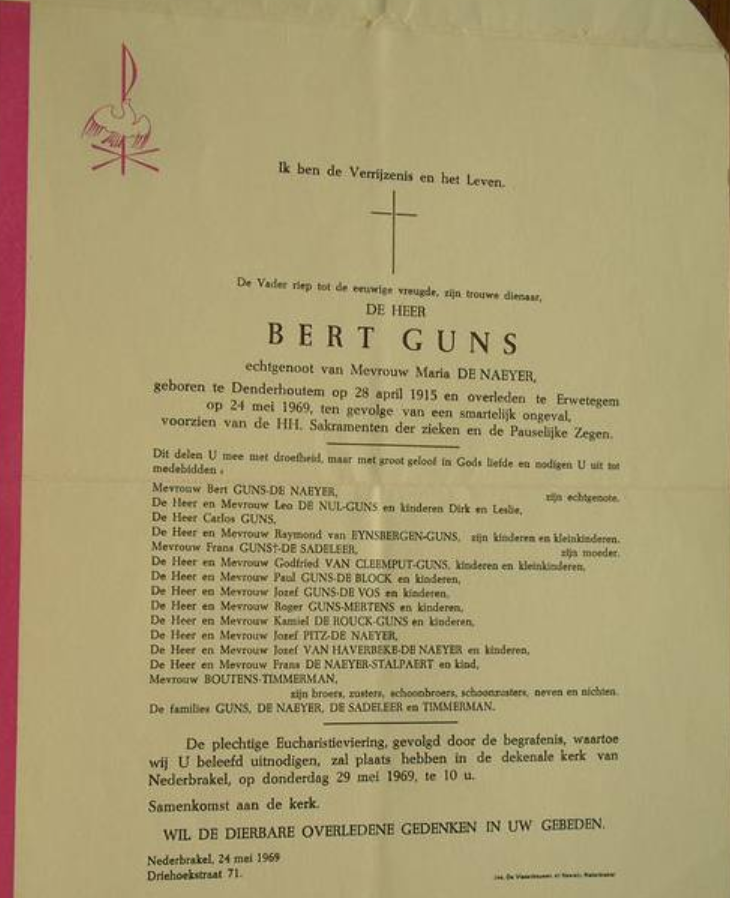 Ik ben de Verrijzenis en het Leven.
De Vader riep tot de eeuwige vreugde, zijn trouwe dienaar,
DE HEER
BERT GUNS
echtgenoot van Mevrouw Maria DE NAEYER,
geboren te Denderhoutem op 28 april 1915 en overleden te Erwetegem
op 24 mei 1969, ten gevolge van een smartelijk ongeval,
voorzien van de HH. Sakramenten der zieken en de Pauselijke Zegen.
Dit delen U mee met droefheid, maar met groot geloof in Gods liefde en nodigen U uit tot
medebidden :
Mevrouw Bert GUNS-DE NAEYER, zijn echtgenote.
De Heer en Mevrouw Leo DE NUL-GUNS en kinderen Dirk en Leslie,
De Heer Carlos GUNS,
De Heer en Mevrouw Raymond van EYNSBERGEN-GUNS, zijn kinderen en kleinkinderen.
Mevrouw Frans GUNS†-DE SADELEER, zijn moeder.
De Heer en Mevrouw Godfried VAN CLEEMPUT-GUNS, kinderen en kleinkinderen,
De Heer en Mevrouw Paul GUNS-DE BLOCK en kinderen,
De Heer en Mevrouw Jozef GUNS-DE VOS en kinderen,
De Heer en Mevrouw Roger GUNS-MERTENS en kinderen,
De Heer en Mevrouw Kamiel DE ROUCK-GUNS en kinderen,
De Heer en Mevrouw Jozef PITZ-DE NAEYER,
De Heer en Mevrouw Jozef VAN HAVERBEKE-DE NAEYER en kinderen,
De Heer en Mevrouw Frans DE NAEYER-STALPAERT en kind,
Mevrouw BOUTENS-TIMMERMAN,
zijn broers, zusters, schoonbroers, schoonzusters, neven en nichten.
De families GUNS, DE NAEYER, DE SADELEER en TIMMERMAN.
De plechtige Eucharistieviering, gevolgd door de begrafenis, waartoe
wij U beleefd uitnodigen, zal plaats hebben in de dekenale kerk van
Nederbrakel, op donderdag 29 mei 1969, te 10 u.
Samenkomst aan de kerk.
WIL DE DIERBARE OVERLEDENE GEDENKEN IN UW GEBEDEN.
Nederbrakel, 24 mei 1969
Driehoekstraat 71.